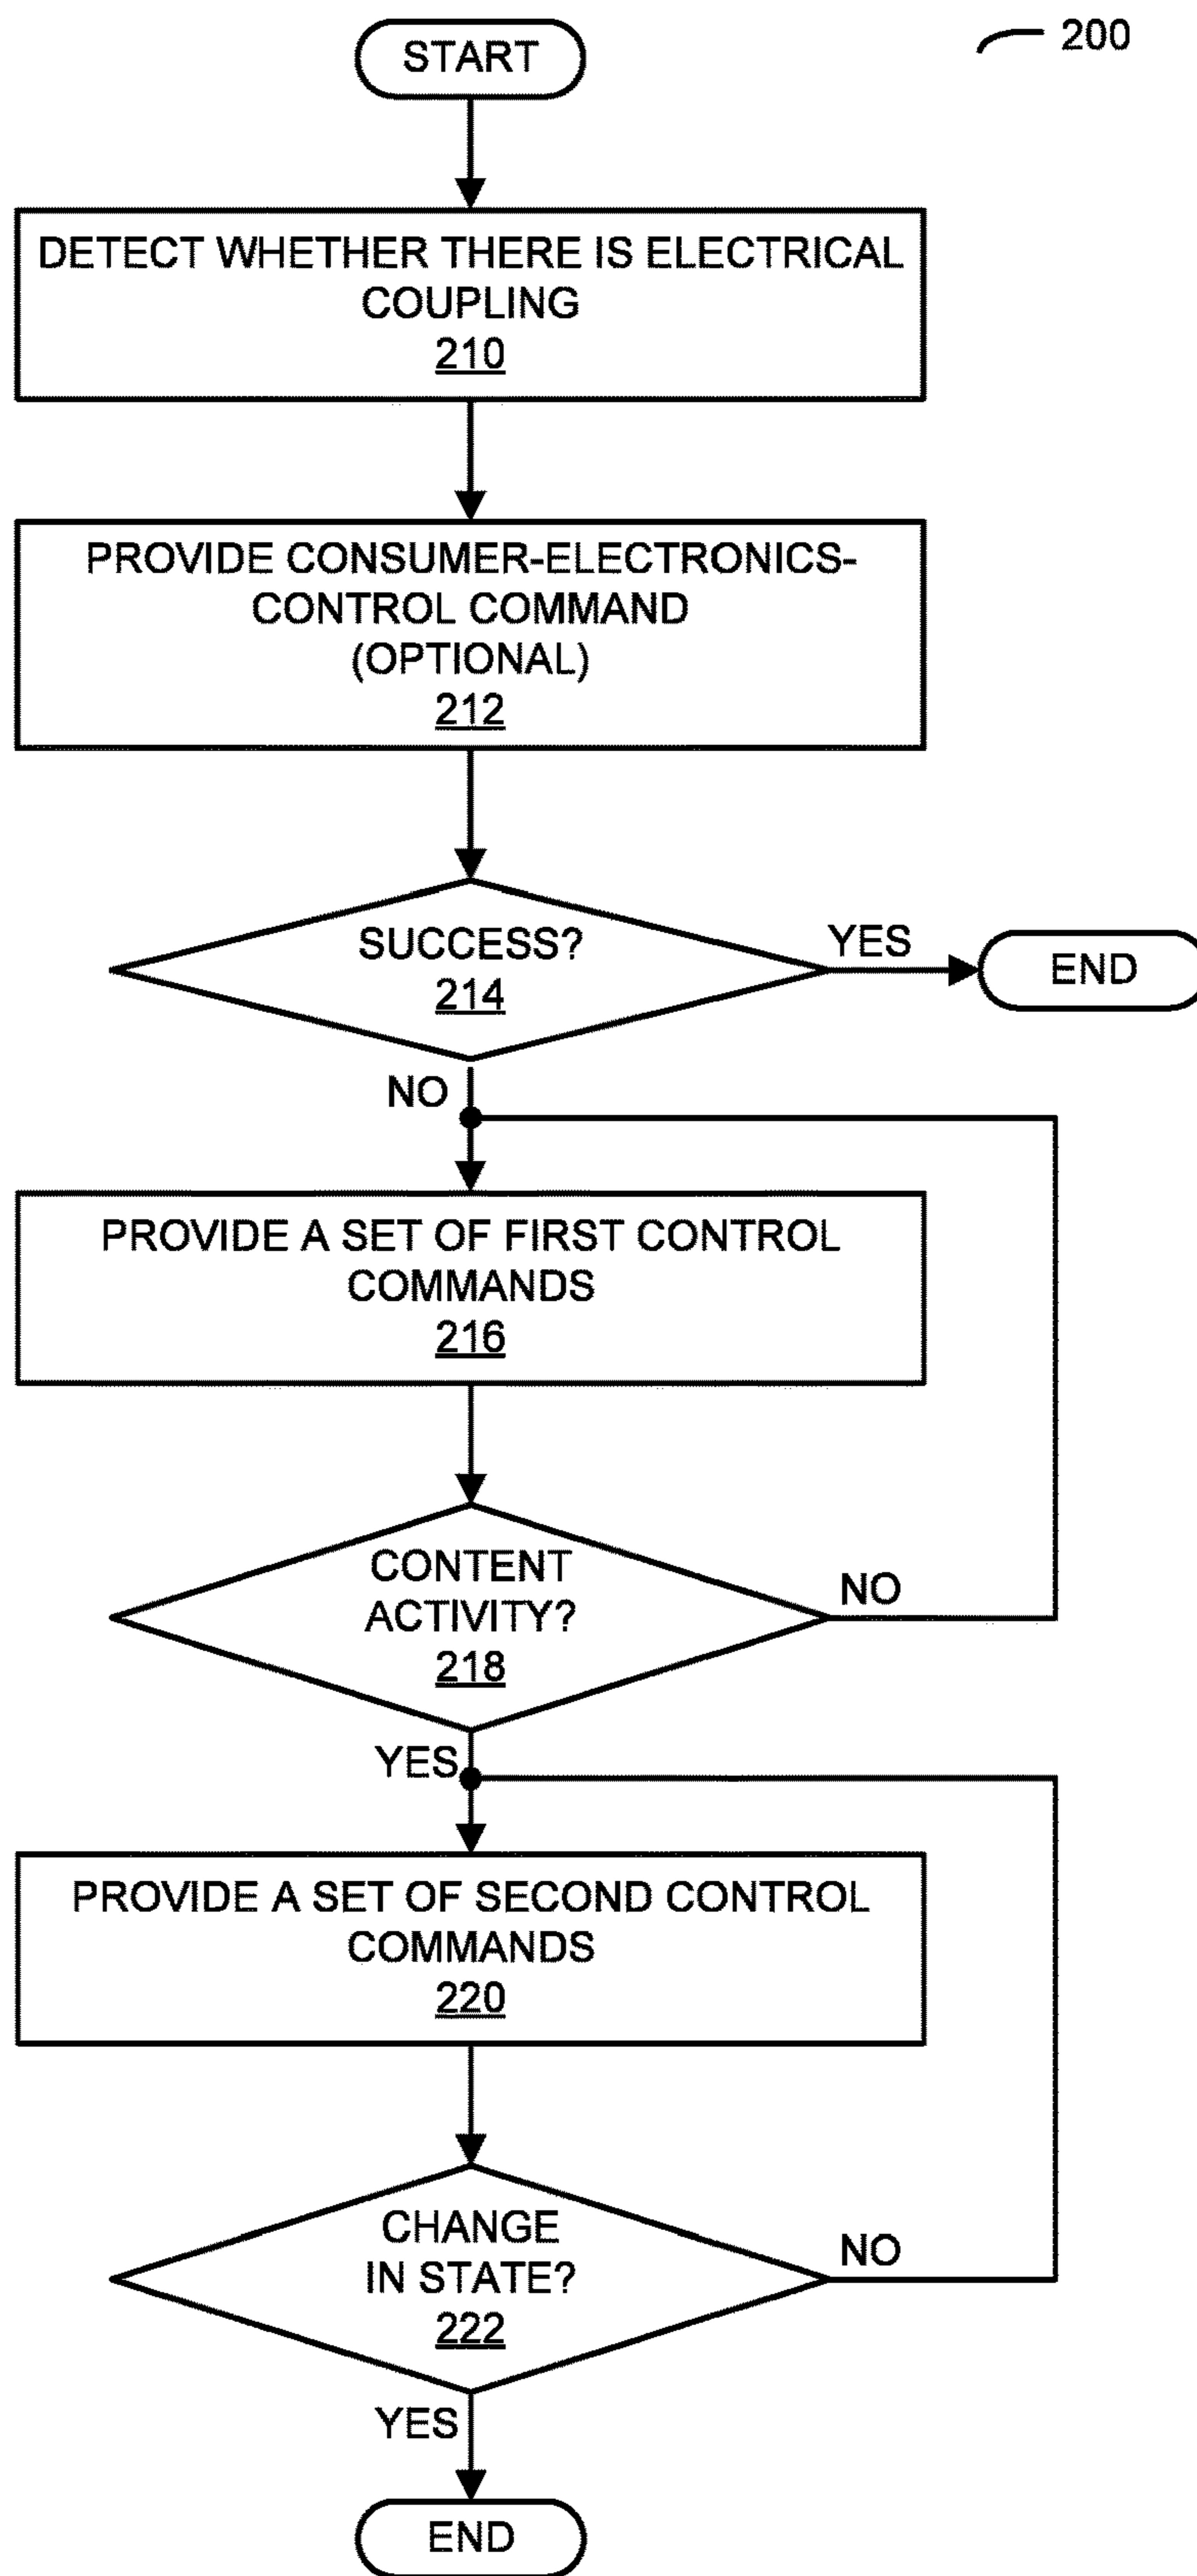 START
200
DETECT WHETHER THERE IS ELECTRICAL
COUPLING
210
PROVIDE CONSUMER-ELECTRONICS-
CONTROL COMMAND
(OPTIONAL)
212
SUCCESS?
214
YES
END
NO
PROVIDE A SET OF FIRST CONTROL
COMMANDS
216
CONTENT
ACTIVITY?
218
NO
YES
PROVIDE A SET OF SECOND CONTROL
COMMANDS
220
CHANGE
IN STATE?
222
NO
YES
END